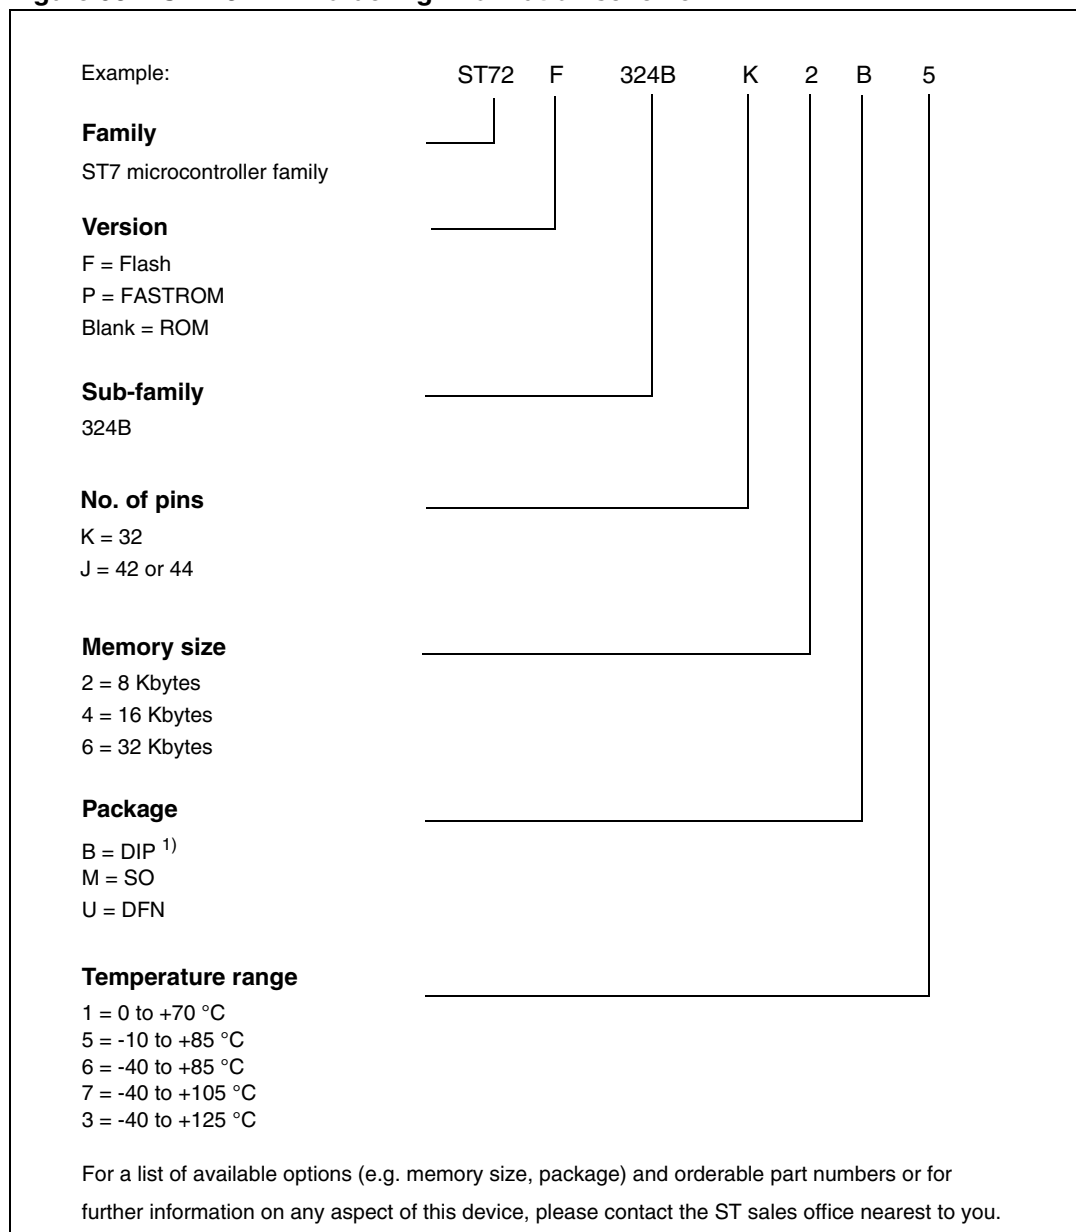 Example: ST72 F 324B K 2 B 5
Family
ST7 microcontroller family
Version
F = Flash
P = FASTROM
Blank = ROM
Sub-family
324B
No. of pins
K = 32
J = 42 or 44
Memory size
2 = 8 Kbytes
4 = 16 Kbytes
6 = 32 Kbytes
Package
B = DIP 1)
M = SO
U = DFN
Temperature range
1 = 0 to +70 °C
5 = -10 to +85 °C
6 = -40 to +85 °C
7 = -40 to +105 °C
3 = -40 to +125 °C
For a list of available options (e.g. memory size, package) and orderable part numbers or for
further information on any aspect of this device, please contact the ST sales office nearest to you.